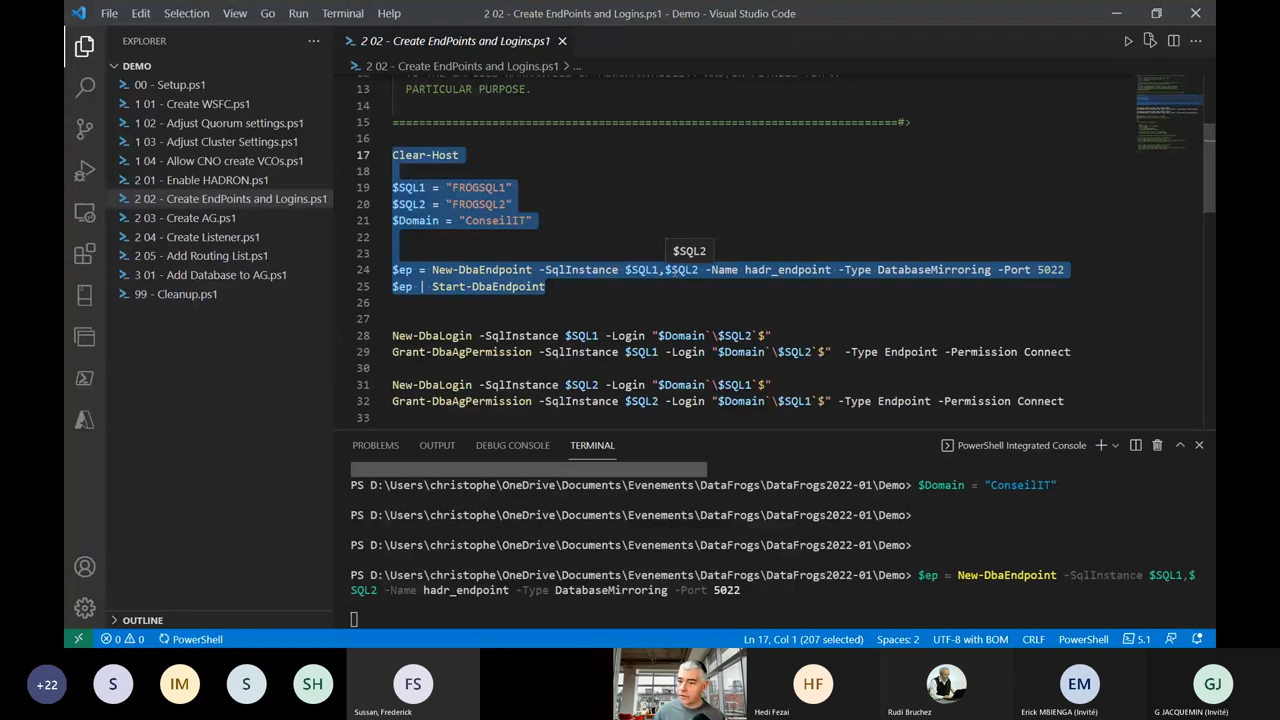 File Edit Selection View Go Run Terminal Help
2 02 - Create EndPoints and Logins.ps1 - Demo - Visual Studio Code
EXPLORER
DEMO
00 - Setup.ps1
1 01 - Create WSFC.ps1
1 02 - Adjust Quorum settings.ps1
1 03 - Adjust Cluster Settings.ps1
1 04 - Allow CNO create VCOs.ps1
2 01 - Enable HADRON.ps1
2 02 - Create EndPoints and Logins.ps1
2 03 - Create AG.ps1
2 04 - Create Listener.ps1
2 05 - Add Routing List.ps1
3 01 - Add Database to AG.ps1
99 - Cleanup.ps1
OUTLINE
2 02 - Create EndPoints and Logins.ps1
2 02 - Create EndPoints and Logins.ps1 > ...
13 PARTICULAR PURPOSE.
14
15 ================================================================================#>
16
17 Clear-Host
18
19 $SQL1 = "FROGSQL1"
20 $SQL2 = "FROGSQL2"
21 $Domain = "ConseilIT"
22
23
$SQL2
24 $ep = New-DbaEndpoint -SqlInstance $SQL1,$SQL2 -Name hadr_endpoint -Type DatabaseMirroring -Port 5022
25 $ep | Start-DbaEndpoint
26
27
28 New-DbaLogin -SqlInstance $SQL1 -Login "$Domain`\$SQL2`$"
29 Grant-DbaAgPermission -SqlInstance $SQL1 -Login "$Domain`\$SQL2`$" -Type Endpoint -Permission Connect
30
31 New-DbaLogin -SqlInstance $SQL2 -Login "$Domain`\$SQL1`$"
32 Grant-DbaAgPermission -SqlInstance $SQL2 -Login "$Domain`\$SQL1`$" -Type Endpoint -Permission Connect
33
PROBLEMS OUTPUT DEBUG CONSOLE TERMINAL
PowerShell Integrated Console
PS D:\Users\christophe\OneDrive\Documents\Evenements\DataFrogs\DataFrogs2022-01\Demo> $Domain = "ConseilIT"
PS D:\Users\christophe\OneDrive\Documents\Evenements\DataFrogs\DataFrogs2022-01\Demo>
PS D:\Users\christophe\OneDrive\Documents\Evenements\DataFrogs\DataFrogs2022-01\Demo>
PS D:\Users\christophe\OneDrive\Documents\Evenements\DataFrogs\DataFrogs2022-01\Demo> $ep = New-DbaEndpoint -SqlInstance $SQL1,$
SQL2 -Name hadr_endpoint -Type DatabaseMirroring -Port 5022
0 0 PowerShell
Ln 17, Col 1 (207 selected) Spaces: 2 UTF-8 with BOM CRLF PowerShell 5.1
+22 S IM S SH FS HF EM GJ
Sussan, Frederick
Hedi Fezai
Rudi Bruchez
Erick MBIENGA (Invité)
G JACQUEMIN (Invité)